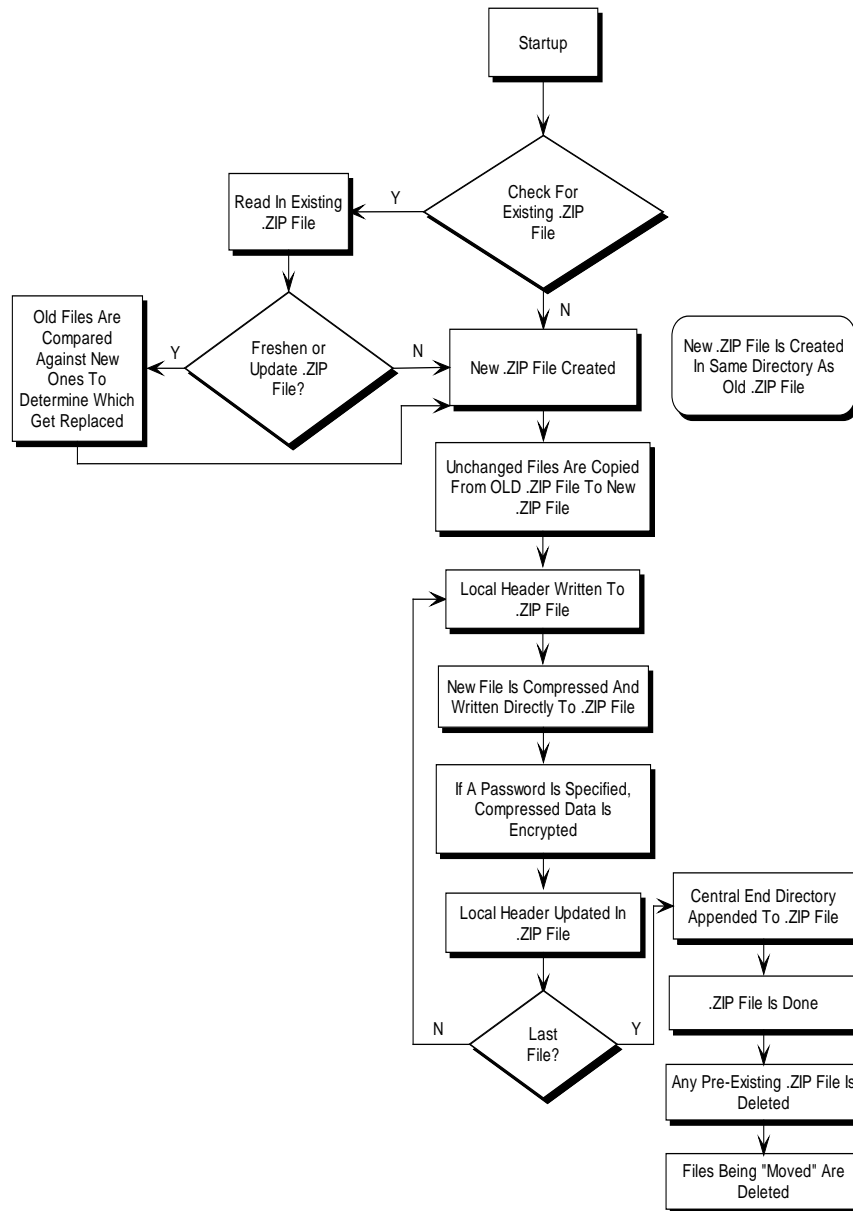 Startup
Check For
Existing .ZIP
File
Y
N
Read In Existing
.ZIP File
Freshen or
Update .ZIP
File?
Y
N
Old Files Are
Compared
Against New
Ones To
Determine Which
Get Replaced
New .ZIP File Created
New .ZIP File Is Created
In Same Directory As
Old .ZIP File
Unchanged Files Are Copied
From OLD .ZIP File To New
.ZIP File
Local Header Written To
.ZIP File
New File Is Compressed And
Written Directly To .ZIP File
If A Password Is Specified,
Compressed Data Is
Encrypted
Local Header Updated In
.ZIP File
Last
File?
N
Y
Central End Directory
Appended To .ZIP File
.ZIP File Is Done
Any Pre-Existing .ZIP File Is
Deleted
Files Being "Moved" Are
Deleted